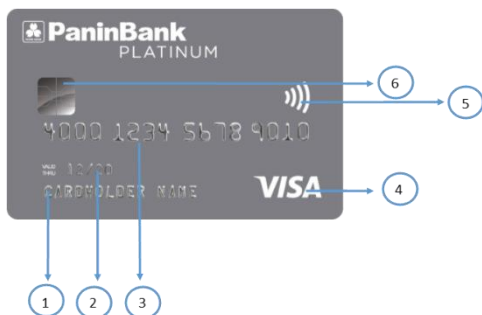 PaninBank
PLATINUM
6
5
4000 1234 5678 9010
VALID THRU 12/20
CARDHOLDER NAME
VISA
4
1
2
3